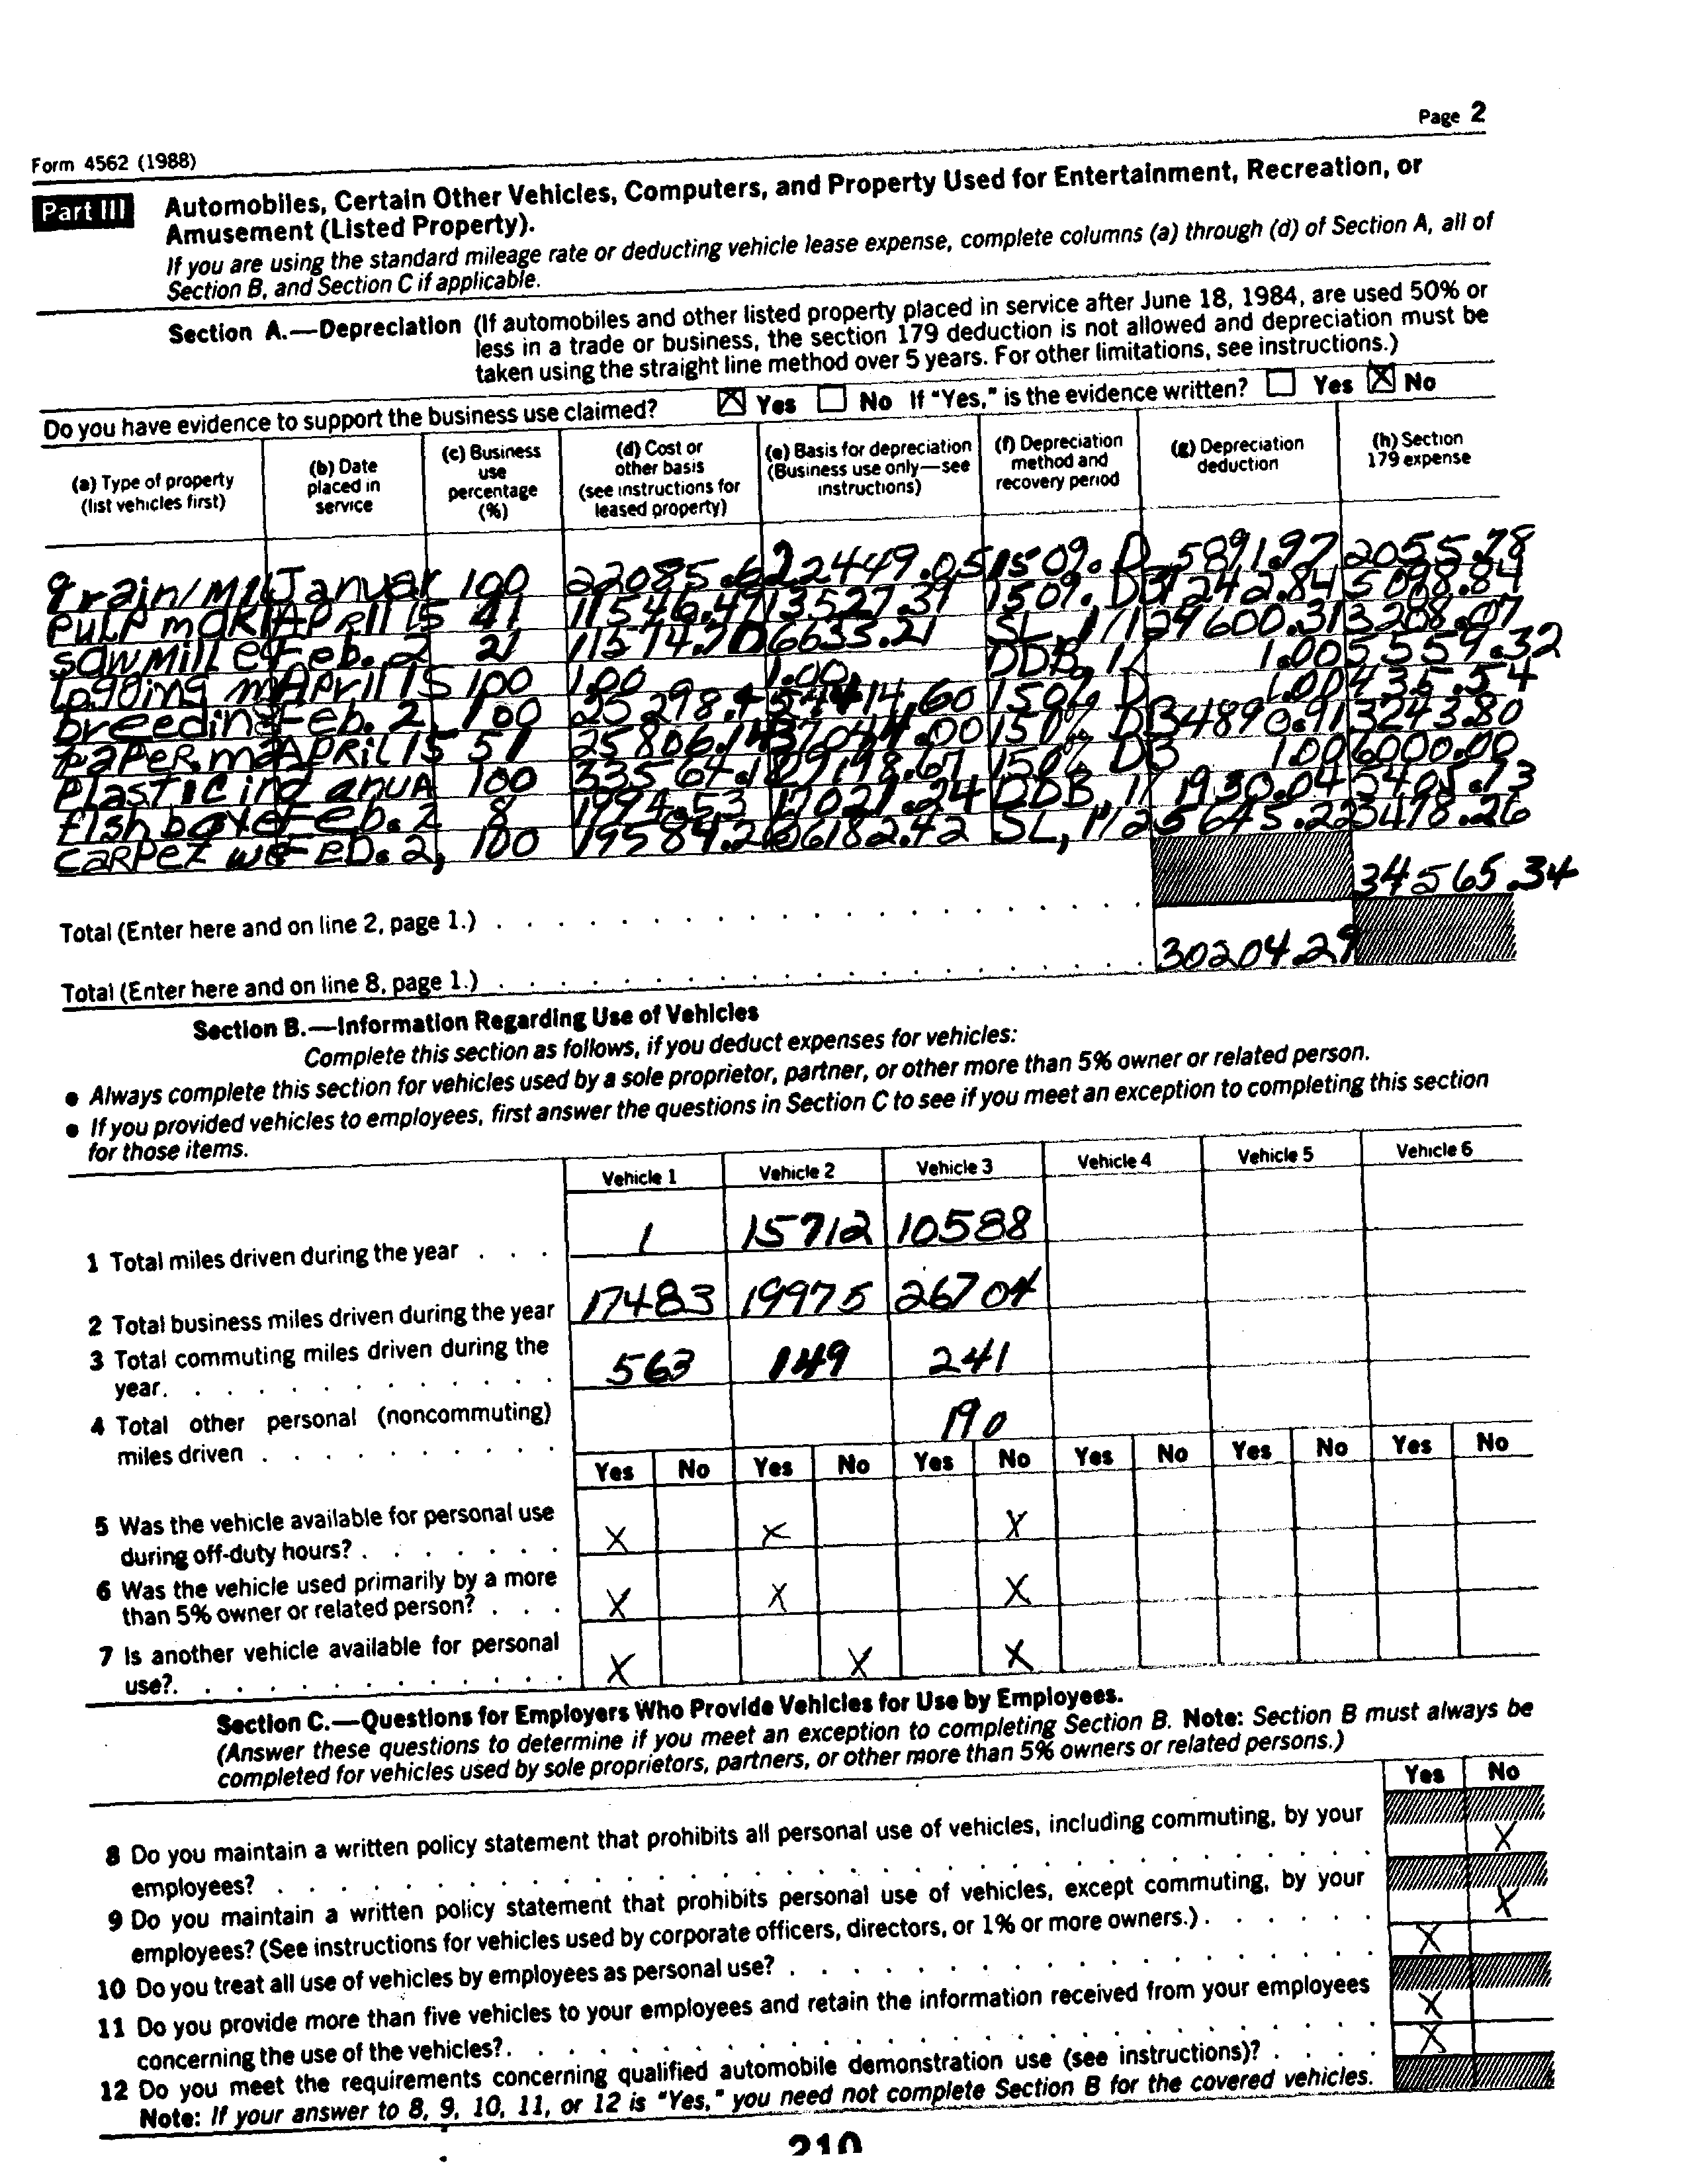 Page 2
Form 4562 (1988)
Part III Automobiles, Certain Other Vehicles, Computers, and Property Used for Entertainment, Recreation, or
Amusement (Listed Property).
If you are using the standard mileage rate or deducting vehicle lease expense, complete columns (a) through (d) of Section A, all of
Section B, and Section C if applicable.
Section A.—Depreciation (If automobiles and other listed property placed in service after June 18, 1984, are used 50% or
less in a trade or business, the section 179 deduction is not allowed and depreciation must be
taken using the straight line method over 5 years. For other limitations, see instructions.)
Do you have evidence to support the business use claimed? ☒ Yes ☐ No If "Yes," is the evidence written? ☐ Yes ☒ No
(a) Type of property (list vehicles first) (b) Date placed in service (c) Business use percentage (%) (d) Cost or other basis (see instructions for leased property) (e) Basis for depreciation (Business use only—see instructions) (f) Depreciation method and recovery period (g) Depreciation deduction (h) Section 179 expense
grain/mil Januar 100 22085.62 2449.05 150% D 5891.97 2055.78
pulp mak April 15 41 11546.47 13527.37 150% DB 1242.84 5098.84
sawmill eq Feb. 2 21 11574.70 6633.21 SL, 1/12 9600.31 3208.07
logging m April 15 100 1.00 1.00 DDB, 1/ 1.00 5559.32
breeding Feb. 2, 100 25298.4 54414.60 150% D 1.00 435.54
paper ma April 15 51 25806.14 37044.00 150% DB 4890.91 3243.80
plastic ind anua 100 33564.1 29198.67 150% DB 1.00 6000.00
fish boxe Feb. 2 8 1994.53 17021.24 DDB, 1/ 1930.04 5405.73
carpet we Feb. 2, 100 19584.2 6182.42 SL, 1/12 5645.22 3478.26
34565.34
Total (Enter here and on line 2, page 1.)
30204.29
Total (Enter here and on line 8, page 1.)
Section B.—Information Regarding Use of Vehicles
Complete this section as follows, if you deduct expenses for vehicles:
● Always complete this section for vehicles used by a sole proprietor, partner, or other more than 5% owner or related person.
● If you provided vehicles to employees, first answer the questions in Section C to see if you meet an exception to completing this section
for those items.
Vehicle 1 Vehicle 2 Vehicle 3 Vehicle 4 Vehicle 5 Vehicle 6
1 Total miles driven during the year . . . 1 15712 10588
2 Total business miles driven during the year 17483 19975 26704
3 Total commuting miles driven during the
year. 563 149 241
4 Total other personal (noncommuting)
miles driven 190
Yes No Yes No Yes No Yes No Yes No Yes No
5 Was the vehicle available for personal use
during off-duty hours? X X X
6 Was the vehicle used primarily by a more
than 5% owner or related person? X X X
7 Is another vehicle available for personal
use? X X X
Section C.—Questions for Employers Who Provide Vehicles for Use by Employees.
(Answer these questions to determine if you meet an exception to completing Section B. Note: Section B must always be
completed for vehicles used by sole proprietors, partners, or other more than 5% owners or related persons.)
Yes No
8 Do you maintain a written policy statement that prohibits all personal use of vehicles, including commuting, by your
employees? X
9 Do you maintain a written policy statement that prohibits personal use of vehicles, except commuting, by your
employees? (See instructions for vehicles used by corporate officers, directors, or 1% or more owners.) X
10 Do you treat all use of vehicles by employees as personal use? X
11 Do you provide more than five vehicles to your employees and retain the information received from your employees
concerning the use of the vehicles? X
12 Do you meet the requirements concerning qualified automobile demonstration use (see instructions)? X
Note: If your answer to 8, 9, 10, 11, or 12 is "Yes," you need not complete Section B for the covered vehicles.
210